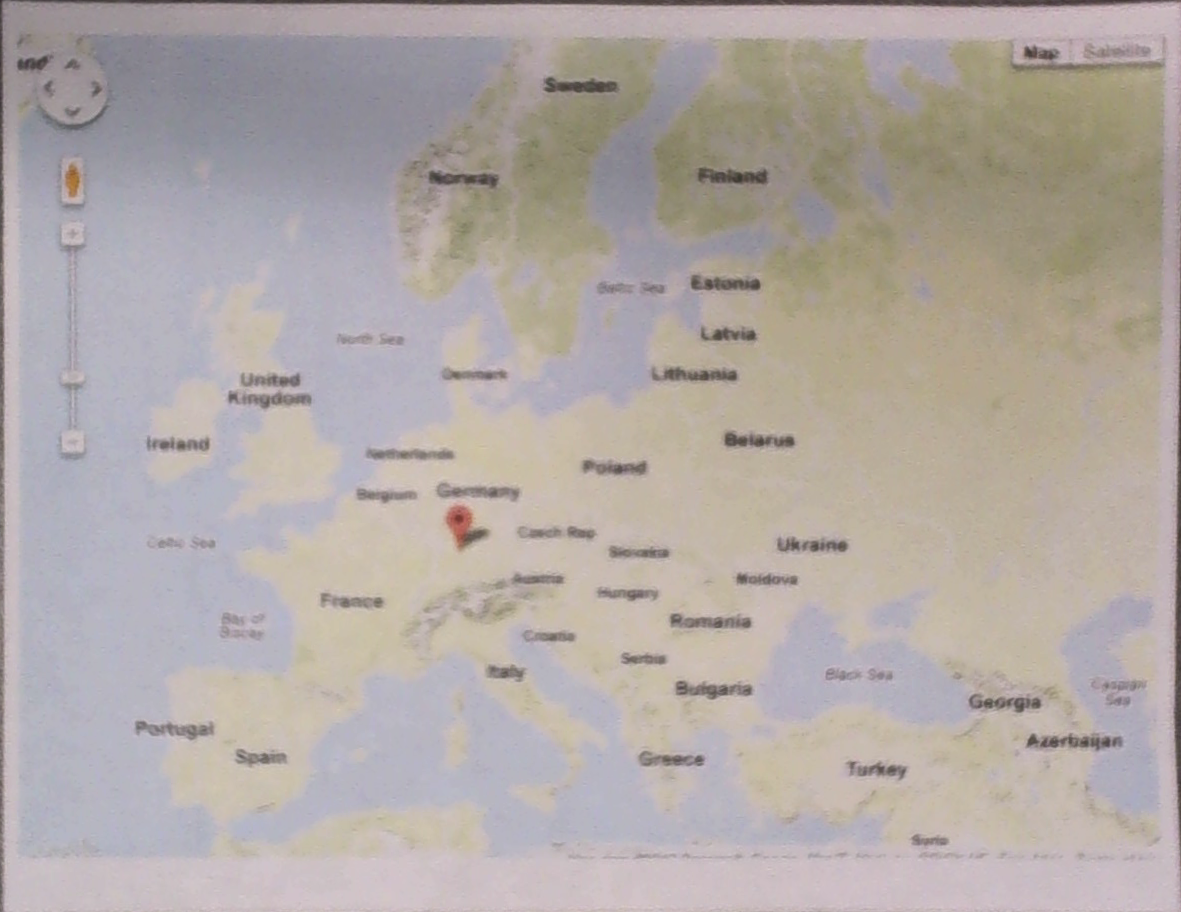 Map Satellite
Sweden
Norway
Finland
Baltic Sea
Estonia
North Sea
Latvia
Denmark
Lithuania
United
Kingdom
Ireland
Belarus
Netherlands
Poland
Belgium
Germany
Celtic Sea
Czech Rep
Ukraine
Slovakia
Austria
Moldova
Hungary
France
Bay of
Biscay
Romania
Croatia
Serbia
Italy
Black Sea
Bulgaria
Caspian
Sea
Georgia
Portugal
Azerbaijan
Spain
Greece
Turkey
Syria